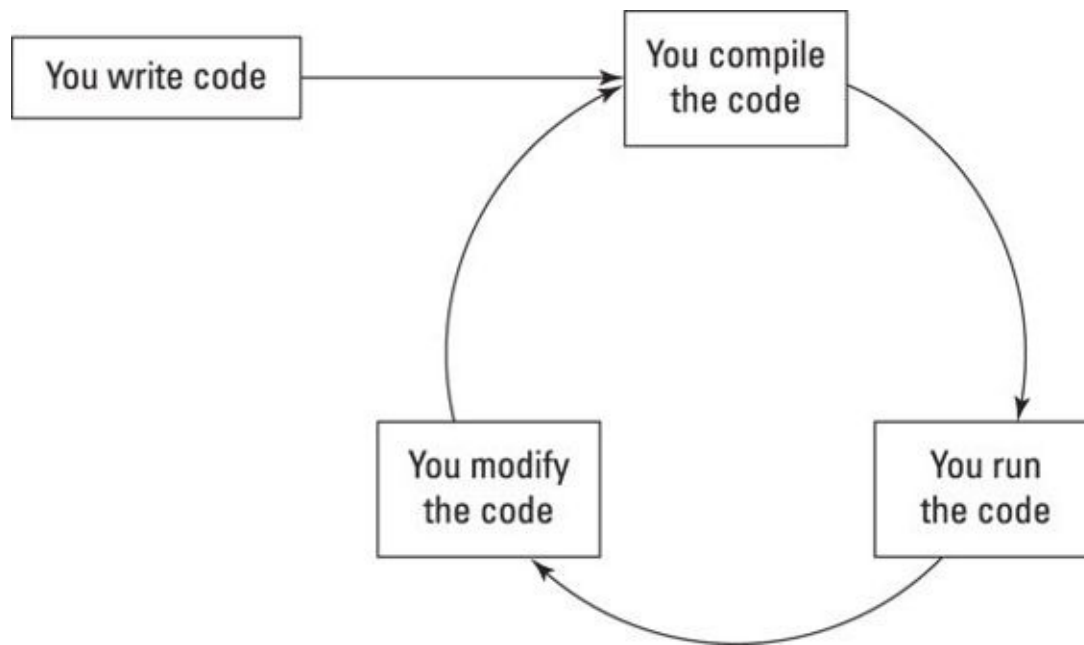 You write code
You compile
the code
You run
the code
You modify
the code